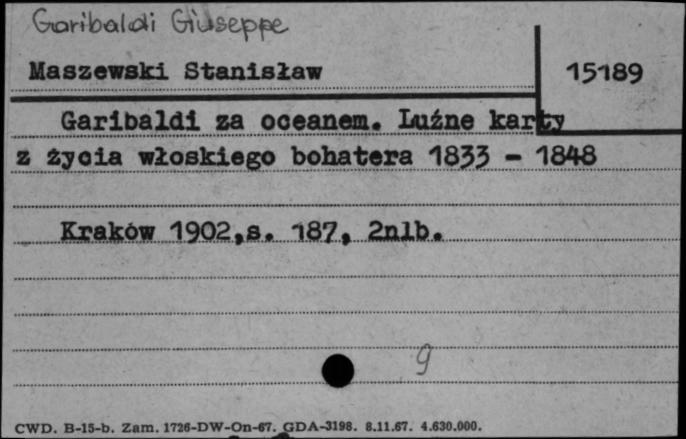 Garibaldi Giuseppe
Maszewski Stanisław 15189
Garibaldi za oceanem. Luźne karty
z życia włoskiego bohatera 1833 - 1848
Kraków 1902,s. 187, 2nlb.
9
CWD. B-15-b. Zam. 1726-DW-On-67. GDA-3198. 8.11.67. 4.630.000.